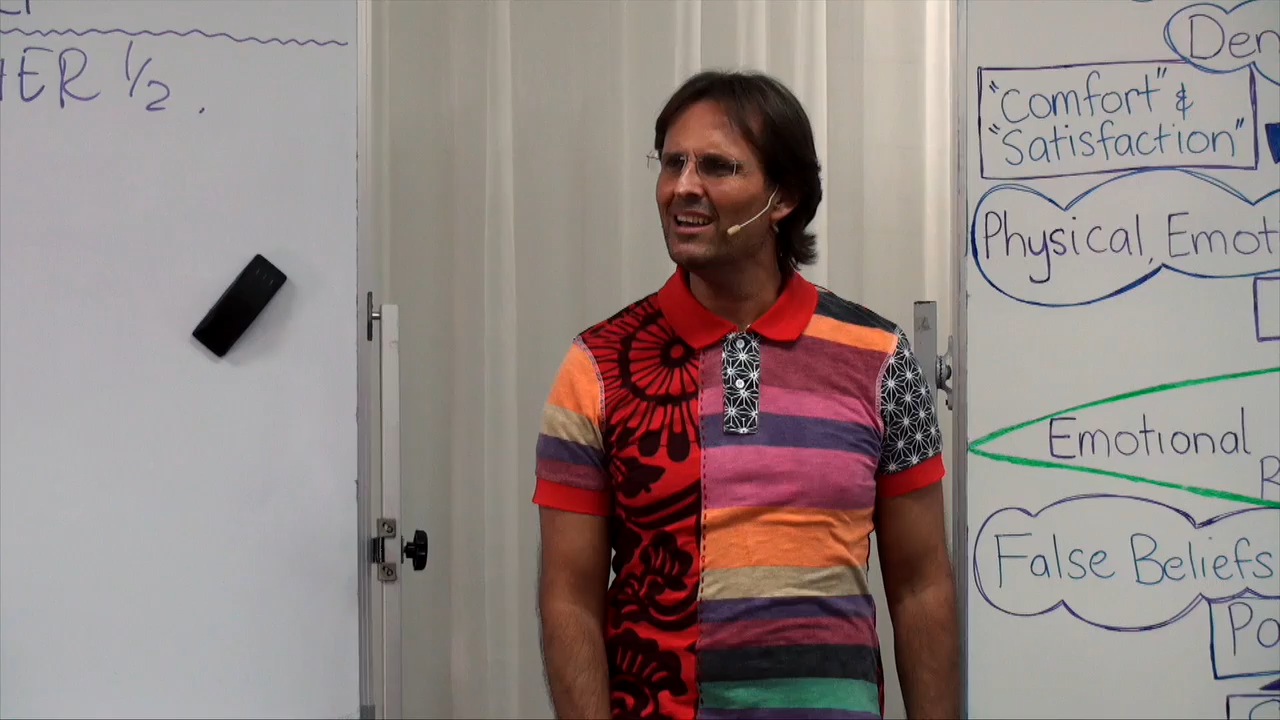 HER 1/2.
"Comfort" &
"Satisfaction"
Physical, Emot
Emotional
False Beliefs